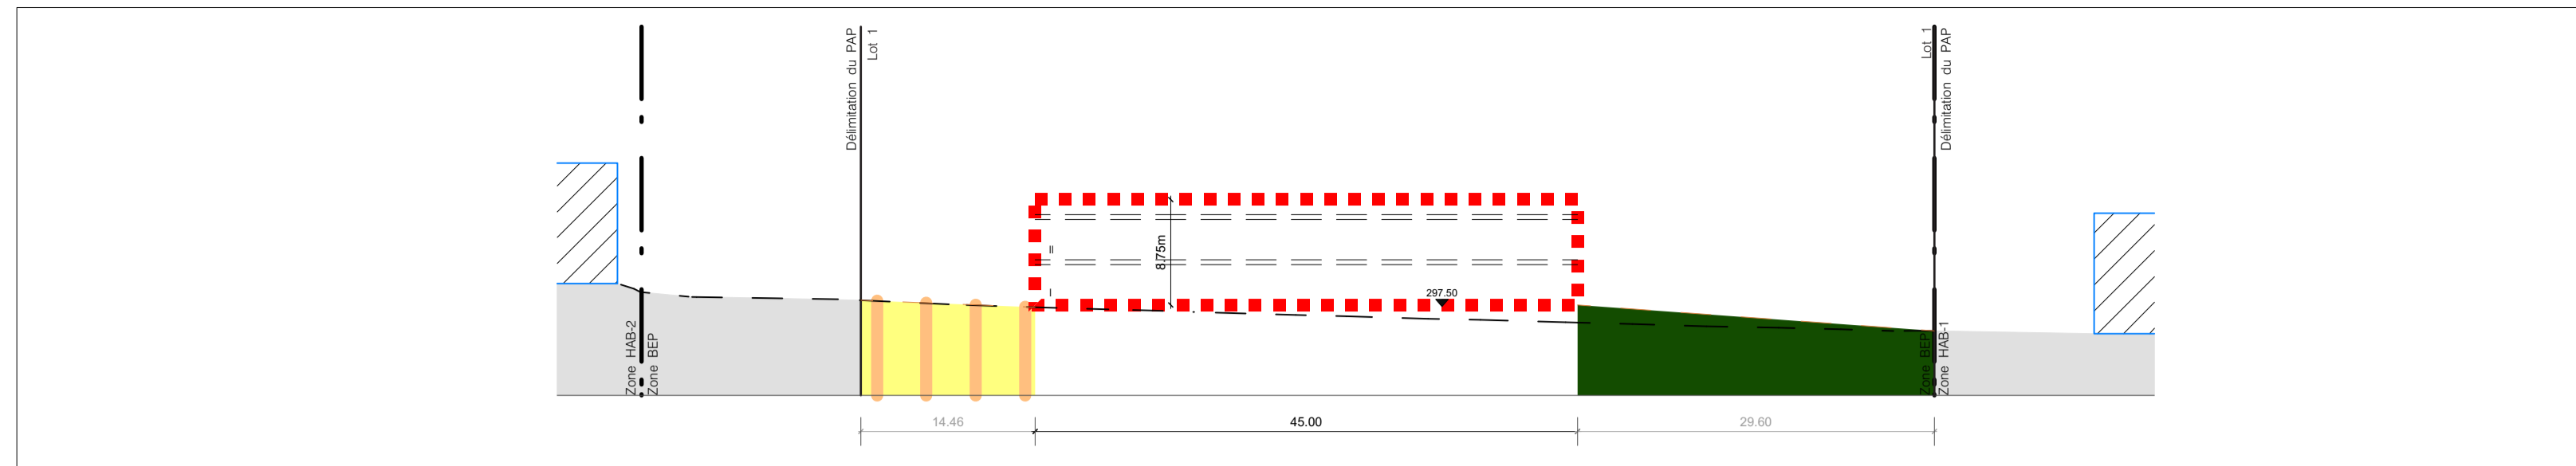 Délimitation du PAP
Lot 1
Lot 1
Délimitation du PAP
8.75m
II
I
297.50
Zone HAB-2
Zone BEP
Zone BEP
Zone HAB-1
14.46
45.00
29.60